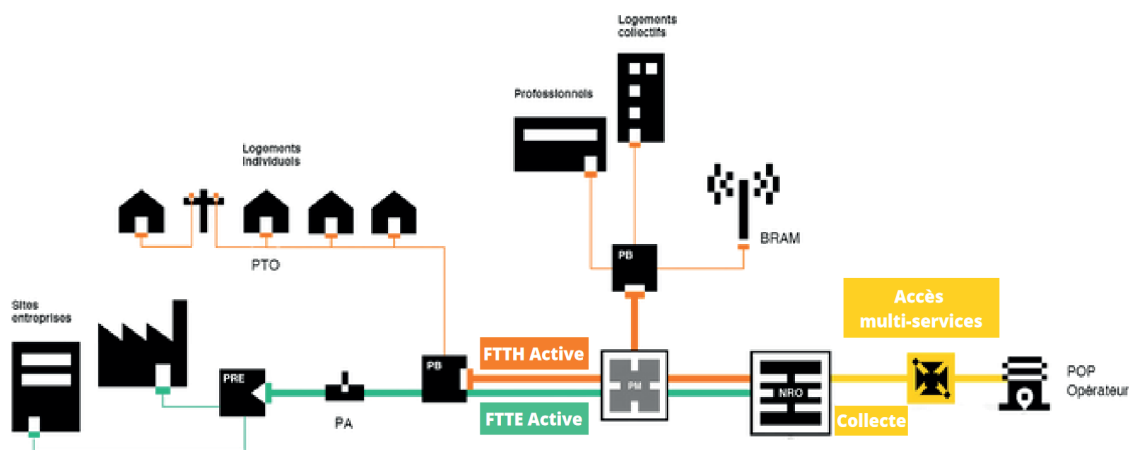 Logements
collectifs
Professionnels
Logements
individuels
BRAM
PB
PTO
Accès
multi-services
Sites
entreprises
FTTH Active
PRE
PB
PM
NRO
POP
Opérateur
PA
FTTE Active
Collecte